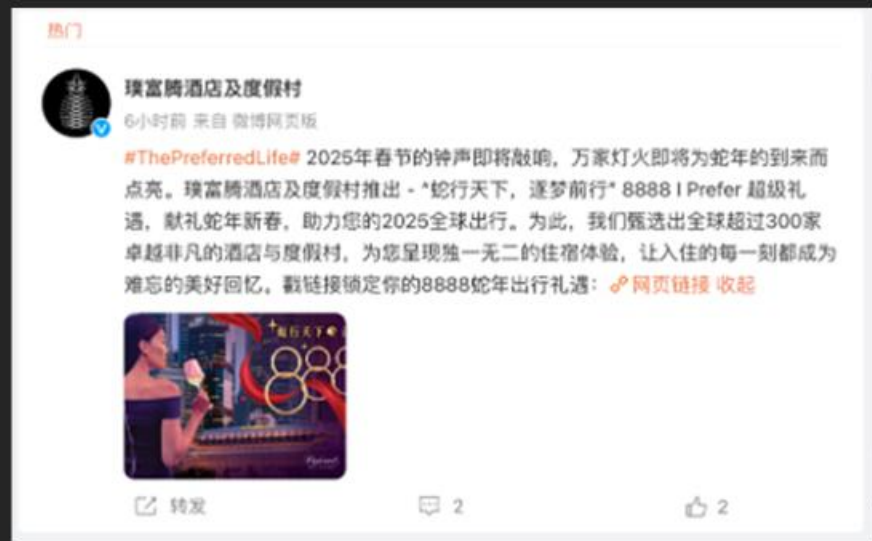 热门
璞富腾酒店及度假村
6小时前 来自 微博网页版
#ThePreferredLife# 2025年春节的钟声即将敲响，万家灯火即将为蛇年的到来而
点亮。璞富腾酒店及度假村推出 - "蛇行天下，逐梦前行" 8888 I Prefer 超级礼
遇，献礼蛇年新春，助力您的2025全球出行。为此，我们甄选出全球超过300家
卓越非凡的酒店与度假村，为您呈现独一无二的住宿体验，让入住的每一刻都成为
难忘的美好回忆。戳链接锁定你的8888蛇年出行礼遇： 网页链接 收起
蛇行天下
888
Preferred
转发 2 2